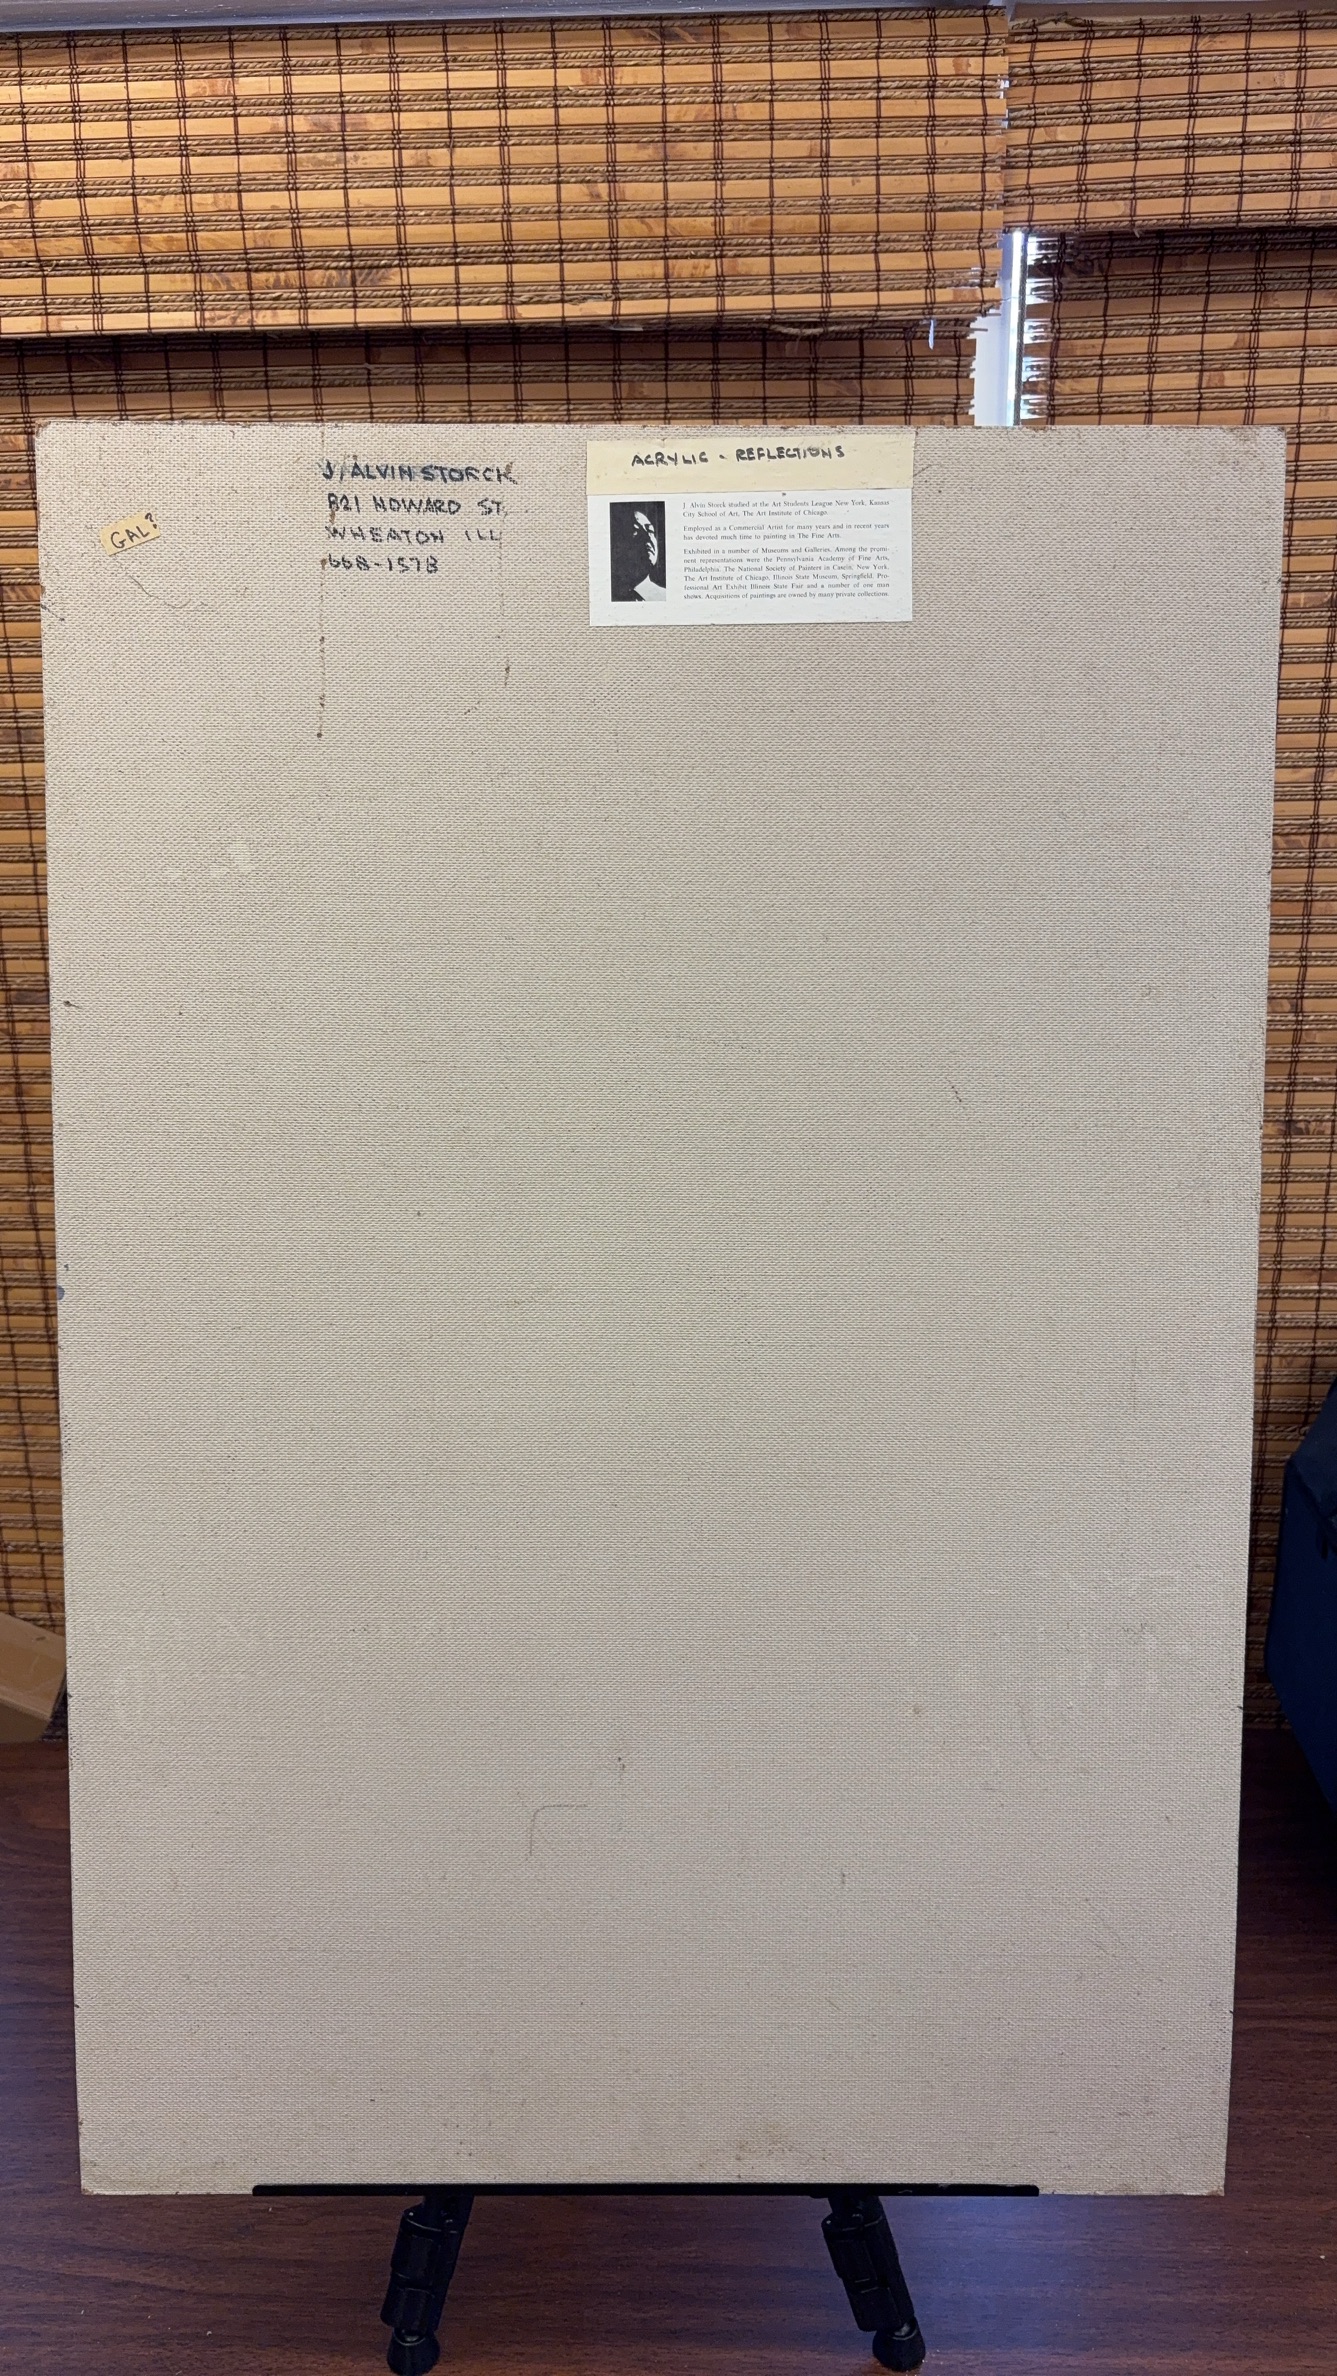 J. ALVIN STORCK
821 HOWARD ST,
WHEATON ILL
668-1578
GAL?
ACRYLIC - REFLECTIONS
J Alvin Storck studied at the Art Students League New York, Kansas
City School of Art, The Art Institute of Chicago.
Employed as a Commercial Artist for many years and in recent years
has devoted much time to painting in The Fine Arts.
Exhibited in a number of Museums and Galleries. Among the promi-
nent representations were the Pennsylvania Academy of Fine Arts,
Philadelphia, The National Society of Painters in Casein, New York,
The Art Institute of Chicago, Illinois State Museum, Springfield, Pro-
fessional Art Exhibit Illinois State Fair and a number of one man
shows. Acquisitions of paintings are owned by many private collections.